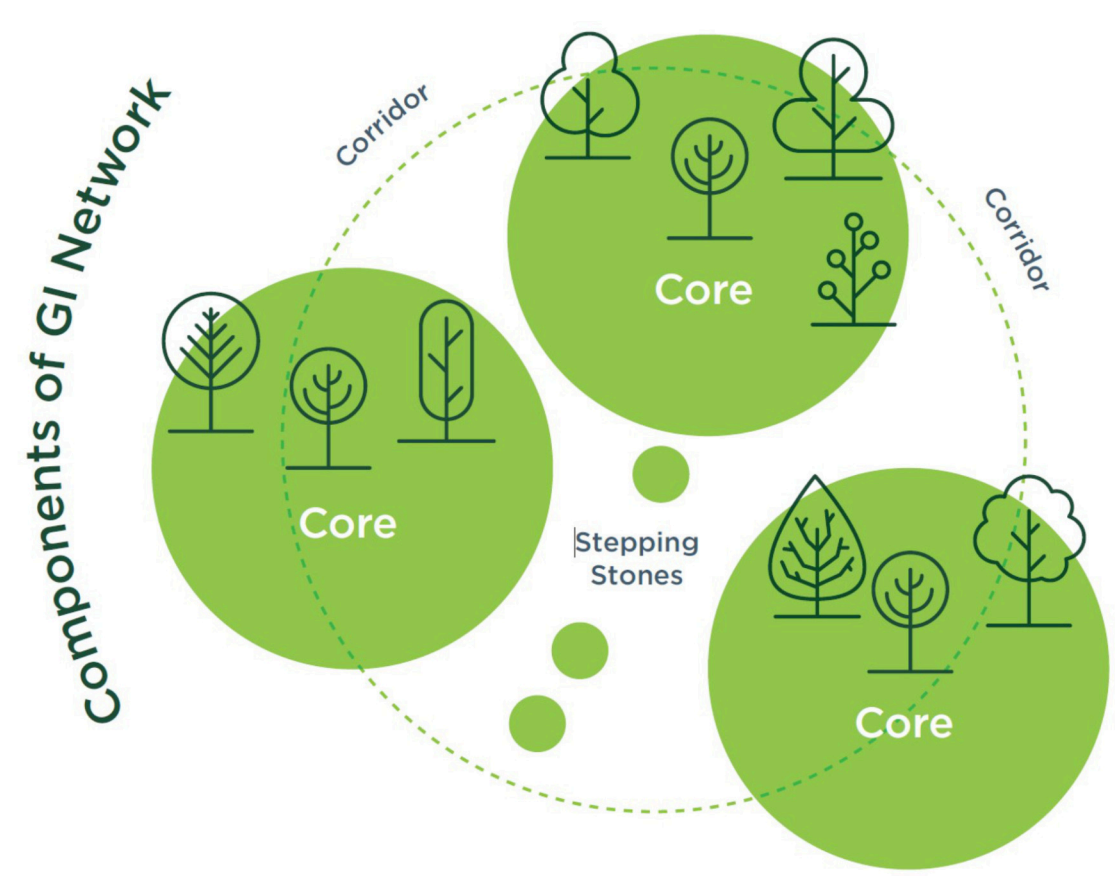 Components of GI Network
Corridor
Corridor
Core
Core
Stepping
Stones
Core